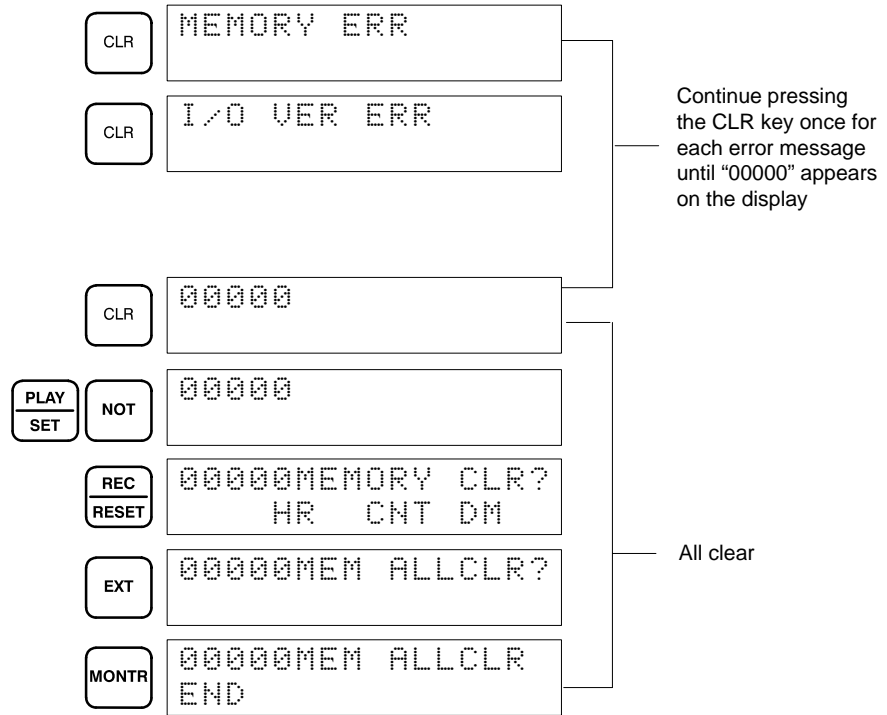 CLR
MEMORY ERR
CLR
I/O VER ERR
Continue pressing
the CLR key once for
each error message
until “00000” appears
on the display
CLR
00000
PLAY
SET
NOT
00000
REC
RESET
00000MEMORY CLR?
HR CNT DM
EXT
00000MEM ALLCLR?
All clear
MONTR
00000MEM ALLCLR
END